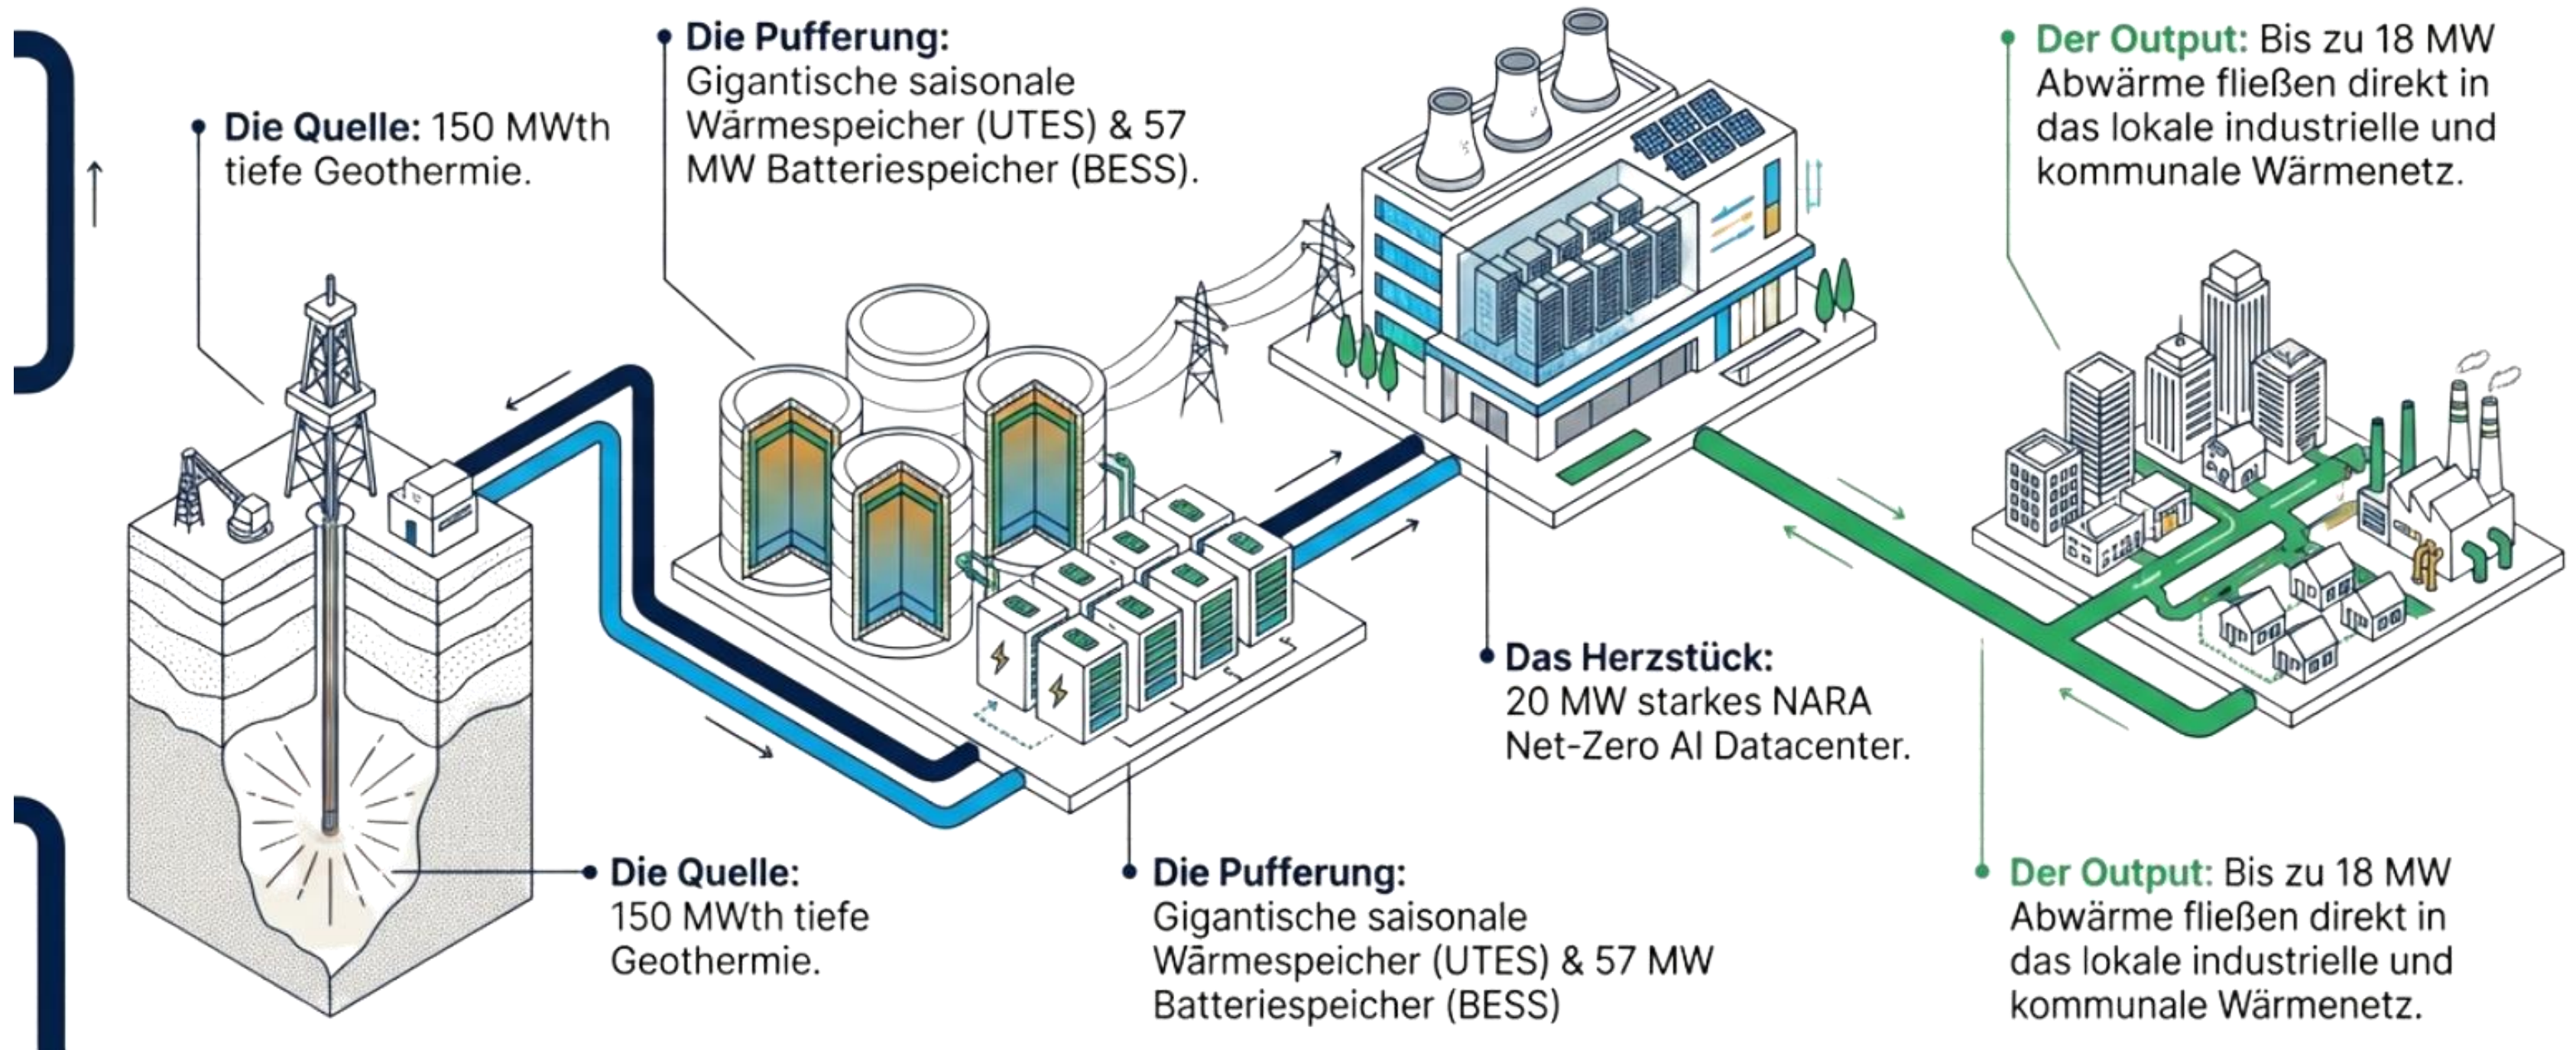 Die Quelle: 150 MWth
tiefe Geothermie.
Die Pufferung:
Gigantische saisonale
Wärmespeicher (UTES) & 57
MW Batteriespeicher (BESS).
Der Output: Bis zu 18 MW
Abwärme fließen direkt in
das lokale industrielle und
kommunale Wärmenetz.
Das Herzstück:
20 MW starkes NARA
Net-Zero AI Datacenter.
Die Quelle:
150 MWth tiefe
Geothermie.
Die Pufferung:
Gigantische saisonale
Wärmespeicher (UTES) & 57 MW
Batteriespeicher (BESS)
Der Output: Bis zu 18 MW
Abwärme fließen direkt in
das lokale industrielle und
kommunale Wärmenetz.